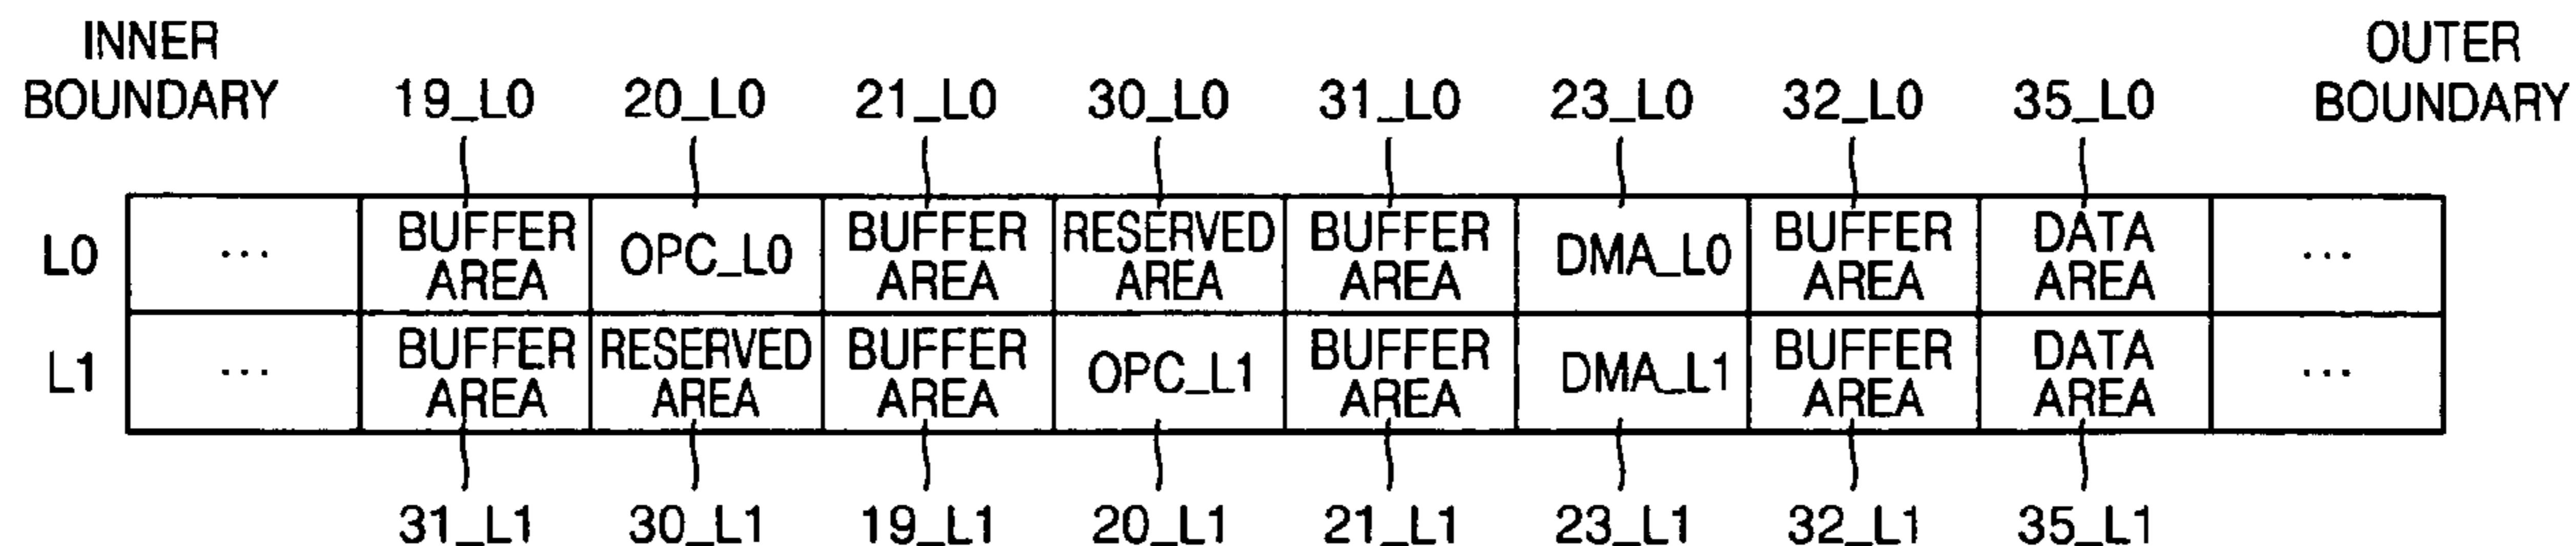 INNER BOUNDARY
OUTER BOUNDARY
19_L0 20_L0 21_L0 30_L0 31_L0 23_L0 32_L0 35_L0
L0 ... BUFFER AREA OPC_L0 BUFFER AREA RESERVED AREA BUFFER AREA DMA_L0 BUFFER AREA DATA AREA ...
L1 ... BUFFER AREA RESERVED AREA BUFFER AREA OPC_L1 BUFFER AREA DMA_L1 BUFFER AREA DATA AREA ...
31_L1 30_L1 19_L1 20_L1 21_L1 23_L1 32_L1 35_L1